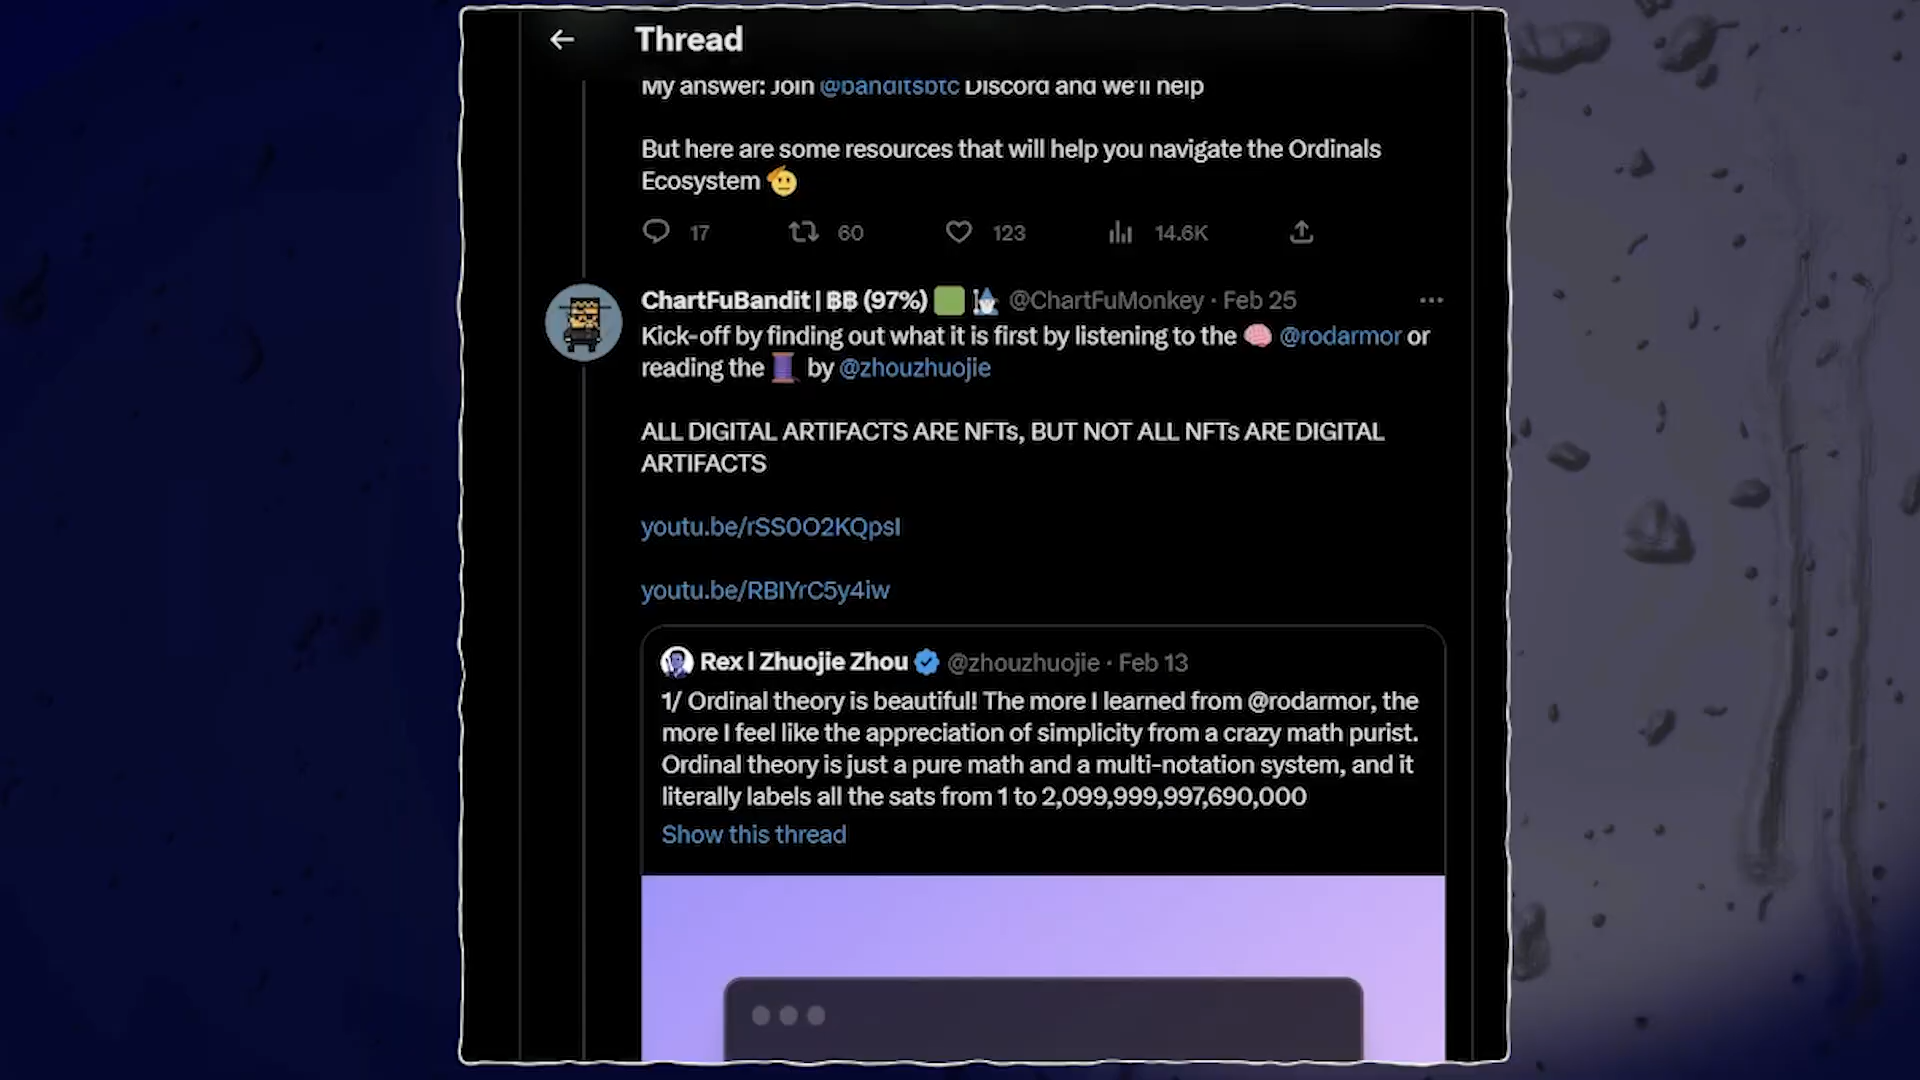 Thread
My answer: Join @banditsbtc Discord and we'll help
But here are some resources that will help you navigate the Ordinals
Ecosystem
17 60 123 14.6K
ChartFuBandit | ɃɃ (97%) @ChartFuMonkey · Feb 25
Kick-off by finding out what it is first by listening to the @rodarmor or
reading the by @zhouzhuojie
ALL DIGITAL ARTIFACTS ARE NFTs, BUT NOT ALL NFTs ARE DIGITAL
ARTIFACTS
youtu.be/rSS0O2KQpsI
youtu.be/RBIYrC5y4iw
Rex l Zhuojie Zhou @zhouzhuojie · Feb 13
1/ Ordinal theory is beautiful! The more I learned from @rodarmor, the
more I feel like the appreciation of simplicity from a crazy math purist.
Ordinal theory is just a pure math and a multi-notation system, and it
literally labels all the sats from 1 to 2,099,999,997,690,000
Show this thread